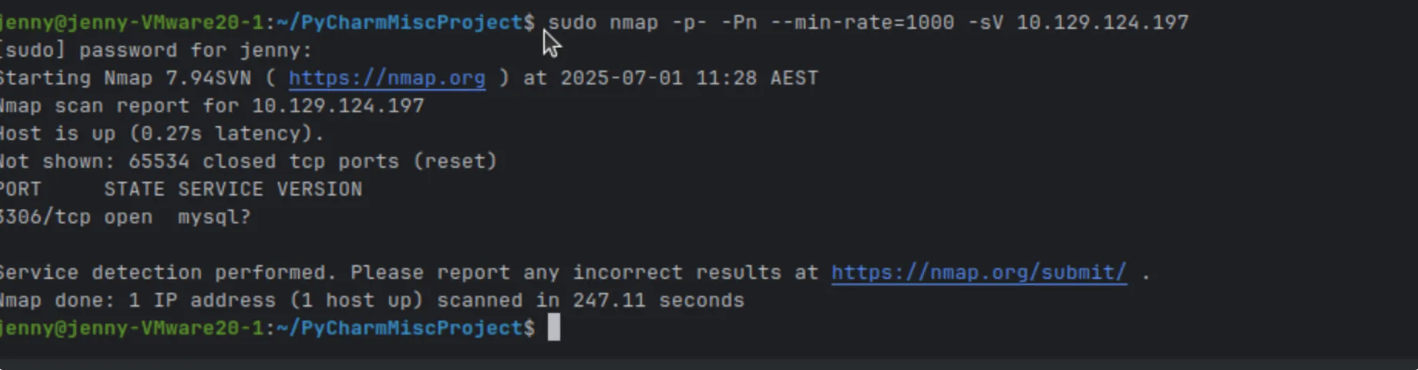 jenny@jenny-VMware20-1:~/PyCharmMiscProject$ sudo nmap -p- -Pn --min-rate=1000 -sV 10.129.124.197
[sudo] password for jenny:
Starting Nmap 7.94SVN ( https://nmap.org ) at 2025-07-01 11:28 AEST
Nmap scan report for 10.129.124.197
Host is up (0.27s latency).
Not shown: 65534 closed tcp ports (reset)
PORT     STATE SERVICE VERSION
3306/tcp open  mysql?
Service detection performed. Please report any incorrect results at https://nmap.org/submit/ .
Nmap done: 1 IP address (1 host up) scanned in 247.11 seconds
jenny@jenny-VMware20-1:~/PyCharmMiscProject$